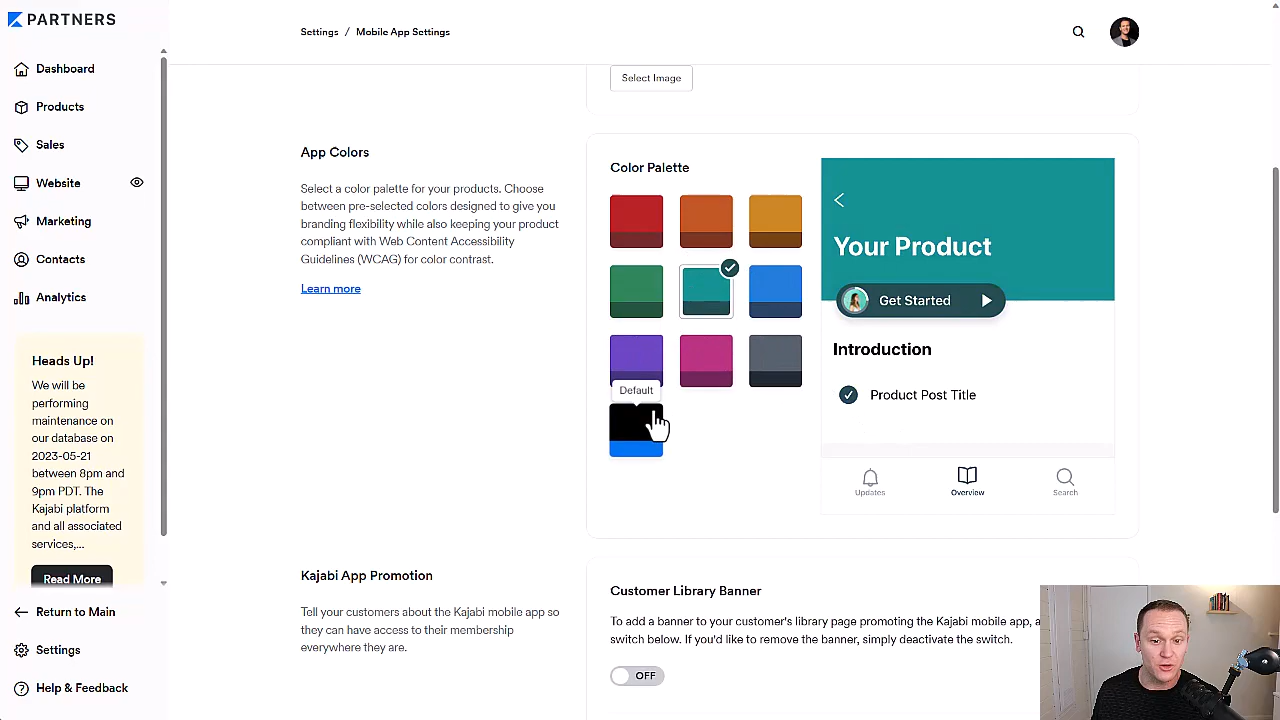 PARTNERS
Dashboard
Products
Sales
Website
Marketing
Contacts
Analytics
Heads Up!
We will be
performing
maintenance on
our database on
2023-05-21
between 8pm and
9pm PDT. The
Kajabi platform
and all associated
services,...
Read More
Return to Main
Settings
Help & Feedback
Settings / Mobile App Settings
Select Image
App Colors
Select a color palette for your products. Choose
between pre-selected colors designed to give you
branding flexibility while also keeping your product
compliant with Web Content Accessibility
Guidelines (WCAG) for color contrast.
Learn more
Color Palette
Default
Your Product
Get Started
Introduction
Product Post Title
Updates
Overview
Search
Kajabi App Promotion
Tell your customers about the Kajabi mobile app so
they can have access to their membership
everywhere they are.
Customer Library Banner
To add a banner to your customer's library page promoting the Kajabi mobile app, a
switch below. If you'd like to remove the banner, simply deactivate the switch.
OFF